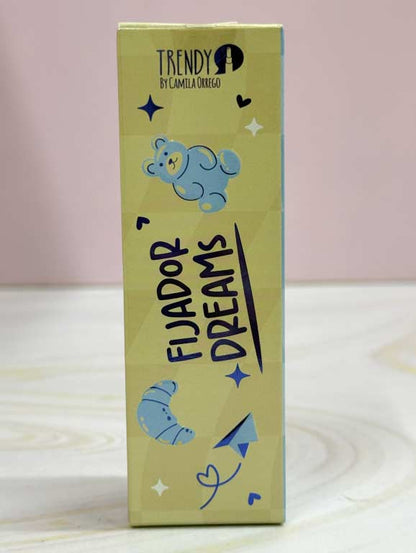 TRENDY
BY CAMILA ORREGO
FIJADOR
DREAMS